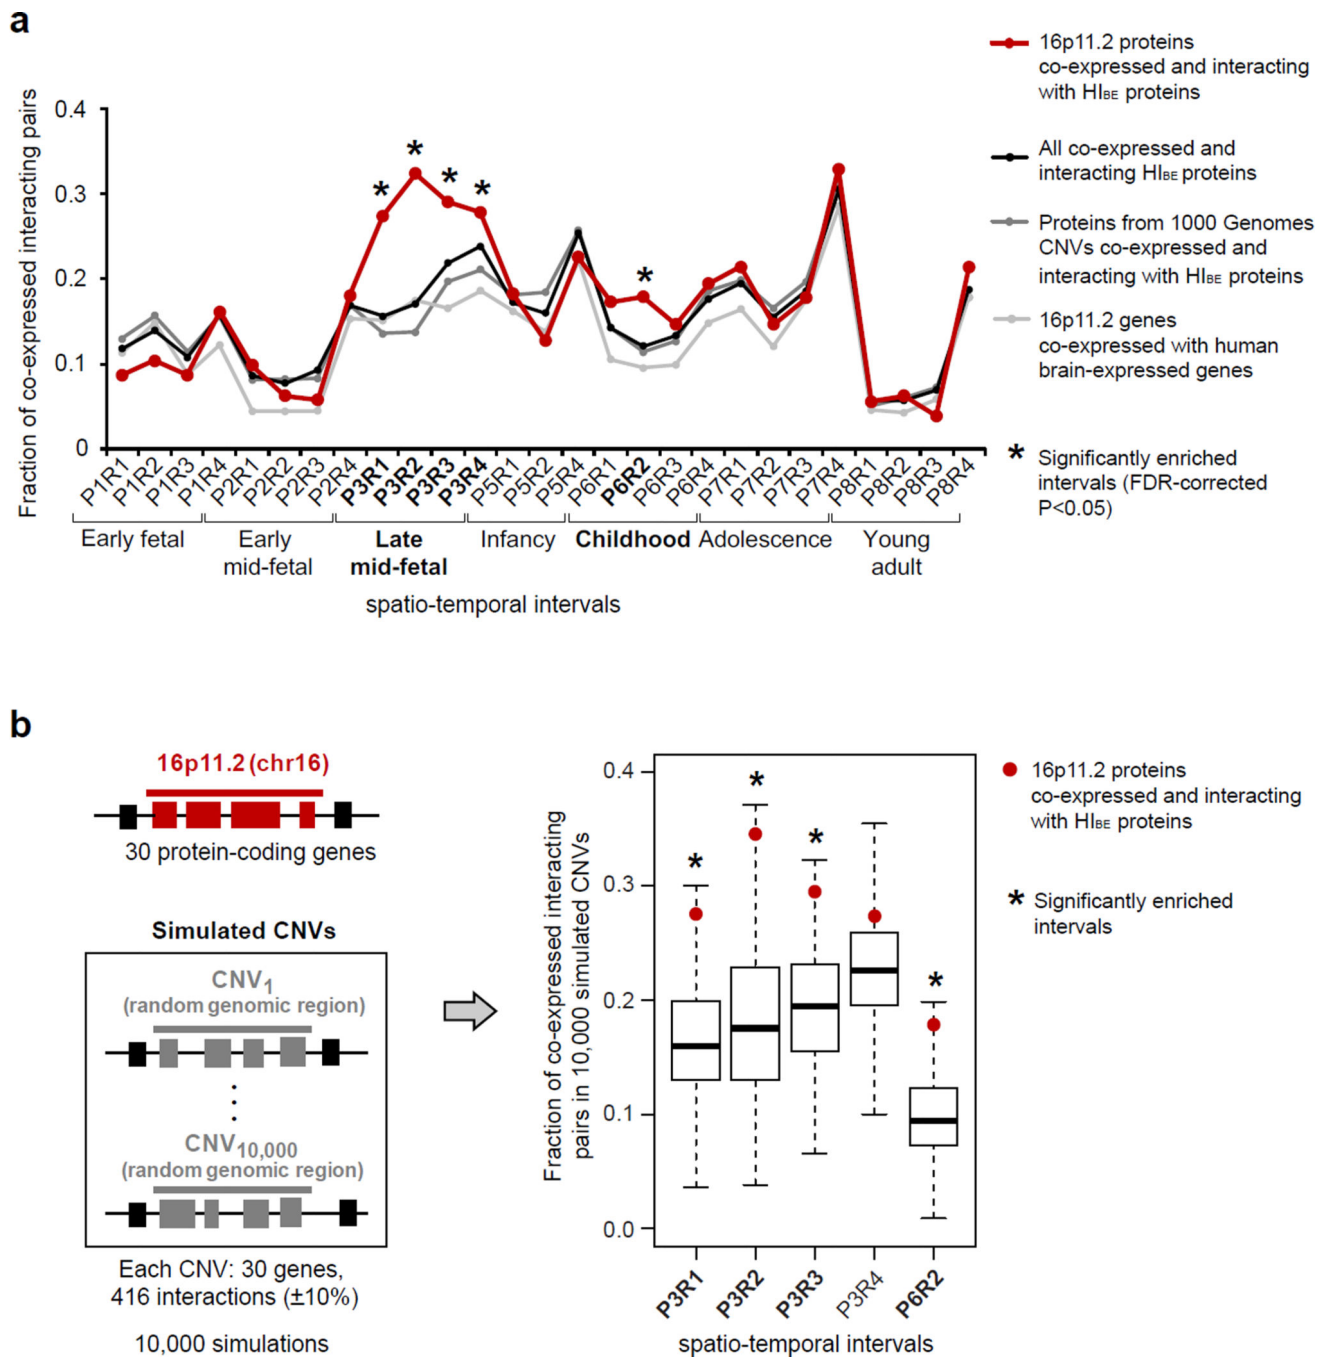 a
Fraction of co-expressed interacting pairs
0.4
0.3
0.2
0.1
0
*
*
*
*
*
P1R1
P1R2
P1R3
P1R4
P2R1
P2R2
P2R3
P2R4
P3R1
P3R2
P3R3
P3R4
P5R1
P5R2
P5R4
P6R1
P6R2
P6R3
P6R4
P7R1
P7R2
P7R3
P7R4
P8R1
P8R2
P8R3
P8R4
Early fetal
Early
mid-fetal
Late
mid-fetal
Infancy
Childhood
Adolescence
Young
adult
spatio-temporal intervals
16p11.2 proteins
co-expressed and interacting
with HIBE proteins
All co-expressed and
interacting HIBE proteins
Proteins from 1000 Genomes
CNVs co-expressed and
interacting with HIBE proteins
16p11.2 genes
co-expressed with human
brain-expressed genes
* Significantly enriched
intervals (FDR-corrected
P<0.05)
b
16p11.2 (chr16)
30 protein-coding genes
Simulated CNVs
CNV1
(random genomic region)
CNV10,000
(random genomic region)
Each CNV: 30 genes,
416 interactions (±10%)
10,000 simulations
Fraction of co-expressed interacting
pairs in 10,000 simulated CNVs
0.4
0.3
0.2
0.1
0.0
*
*
*
*
P3R1
P3R2
P3R3
P3R4
P6R2
spatio-temporal intervals
16p11.2 proteins
co-expressed and interacting
with HIBE proteins
* Significantly enriched
intervals